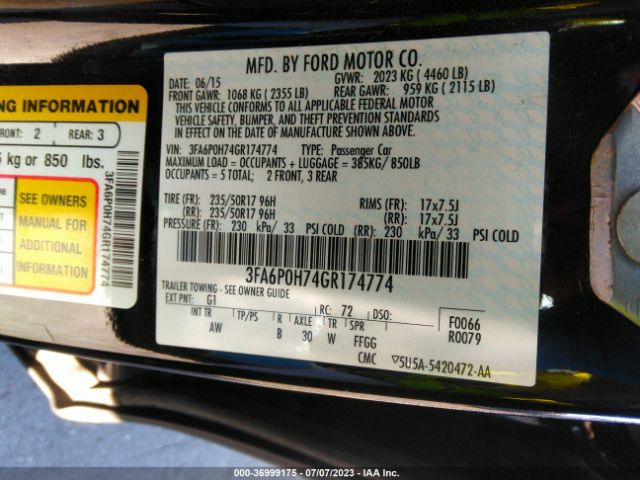 MFD. BY FORD MOTOR CO.
DATE: 06/15 GVWR: 2023 KG ( 4460 LB)
FRONT GAWR: 1068 KG ( 2355 LB) REAR GAWR: 959 KG ( 2115 LB)
THIS VEHICLE CONFORMS TO ALL APPLICABLE FEDERAL MOTOR
VEHICLE SAFETY, BUMPER, AND THEFT PREVENTION STANDARDS
IN EFFECT ON THE DATE OF MANUFACTURE SHOWN ABOVE
VIN: 3FA6P0H74GR174774 TYPE: Passenger Car
MAXIMUM LOAD = OCCUPANTS + LUGGAGE = 385KG/ 850LB
OCCUPANTS = 5 TOTAL; 2 FRONT, 3 REAR
TIRE (FR): 235/50R17 96H RIMS (FR): 17x7.5J
(RR): 235/50R17 96H (RR): 17x7.5J
PRESSURE (FR): 230 kPa/ 33 PSI COLD (RR): 230 kPa/ 33 PSI COLD
3FA6P0H74GR174774
TRAILER TOWING - SEE OWNER GUIDE
EXT PNT: G1 RC: 72 DSO: F0066
INT TR TP/PS R AXLE TR SPR R0079
AW B 30 W FFGG
CMC ▽5U5A-5420472-AA
NG INFORMATION
FRONT: 2 REAR: 3
kg or 850 lbs.
SEE OWNERS
MANUAL FOR
ADDITIONAL
INFORMATION
3FA6P0H74GR174774
000-36999175 - 07/07/2023 - IAA Inc.